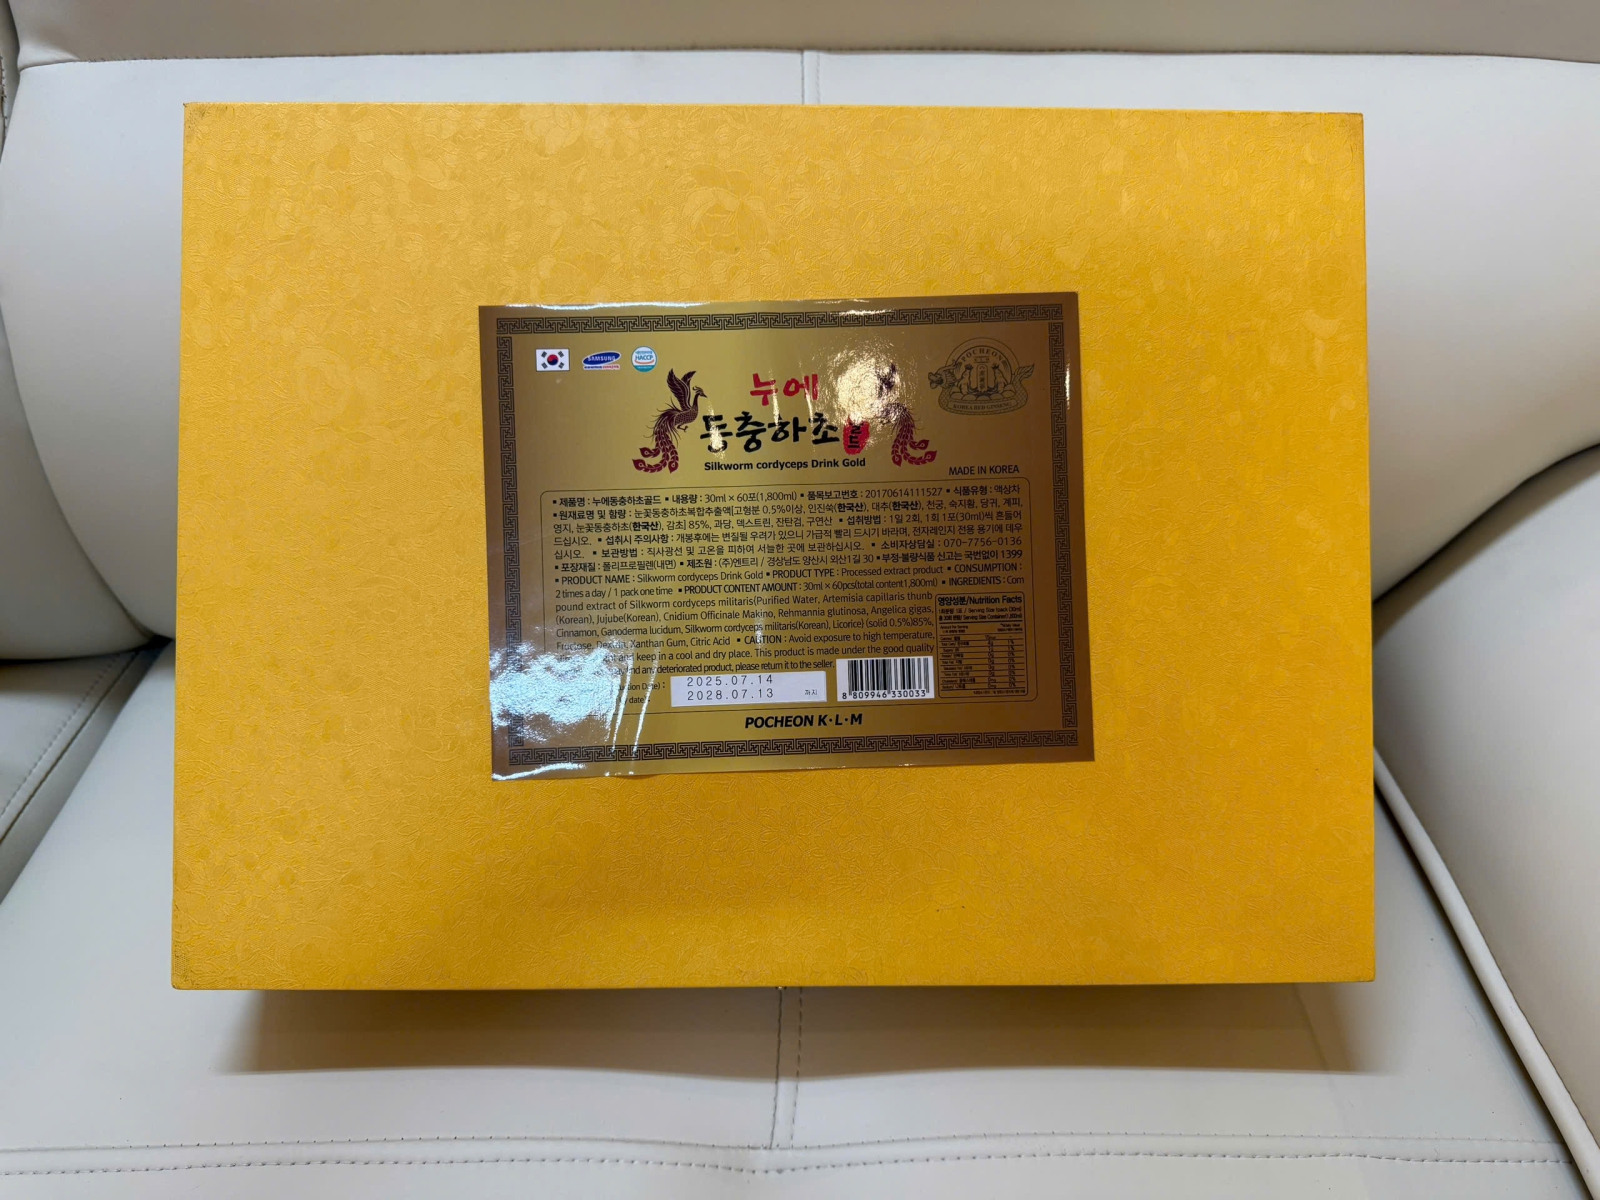 SAMSUNG
HACCP
POCHEON
KOREA RED GINSENG
누에
동충하초
Silkworm cordyceps Drink Gold
MADE IN KOREA
▪ 제품명 : 누에동충하초골드 ▪ 내용량 : 30ml × 60포(1,800ml) ▪ 품목보고번호 : 20170614111527 ▪ 식품유형 : 액상차
▪ 원재료명 및 함량 : 눈꽃동충하초복합추출액[고형분 0.5%이상, 인진쑥(한국산), 대추(한국산), 천궁, 숙지황, 당귀, 계피,
영지, 눈꽃동충하초(한국산), 감초] 85%, 과당, 덱스트린, 잔탄검, 구연산 ▪ 섭취방법 : 1일 2회, 1회 1포(30ml)씩 흔들어
드십시오. ▪ 섭취시 주의사항 : 개봉후에는 변질될 우려가 있으니 가급적 빨리 드시기 바라며, 전자레인지 전용 용기에 데우
십시오. ▪ 보관방법 : 직사광선 및 고온을 피하여 서늘한 곳에 보관하십시오. ▪ 소비자상담실 : 070-7756-0136
▪ 포장재질 : 폴리프로필렌(내면) ▪ 제조원 : (주)엔트리 / 경상남도 양산시 외산1길 30 ▪ 부정·불량식품 신고는 국번없이 1399
▪ PRODUCT NAME : Silkworm cordyceps Drink Gold ▪ PRODUCT TYPE : Processed extract product ▪ CONSUMPTION :
2 times a day / 1 pack one time ▪ PRODUCT CONTENT AMOUNT : 30ml × 60pcs(total content1,800ml) ▪ INGREDIENTS : Com
pound extract of Silkworm cordyceps militaris(Purified Water, Artemisia capillaris thunb
(Korean), Jujube(Korean), Cnidium Officinale Makino, Rehmannia glutinosa, Angelica gigas,
Cinnamon, Ganoderma lucidum, Silkworm cordyceps militaris(Korean), Licorice} (solid 0.5%)85%,
Fructose, Dextrin, Xanthan Gum, Citric Acid ▪ CAUTION : Avoid exposure to high temperature,
and keep in a cool and dry place. This product is made under the good quality
and any deteriorated product, please return it to the seller.
영양성분/Nutrition Facts
Date) : 2025.07.14
date : 2028.07.13 까지
8 809946 330033
POCHEON K·L·M